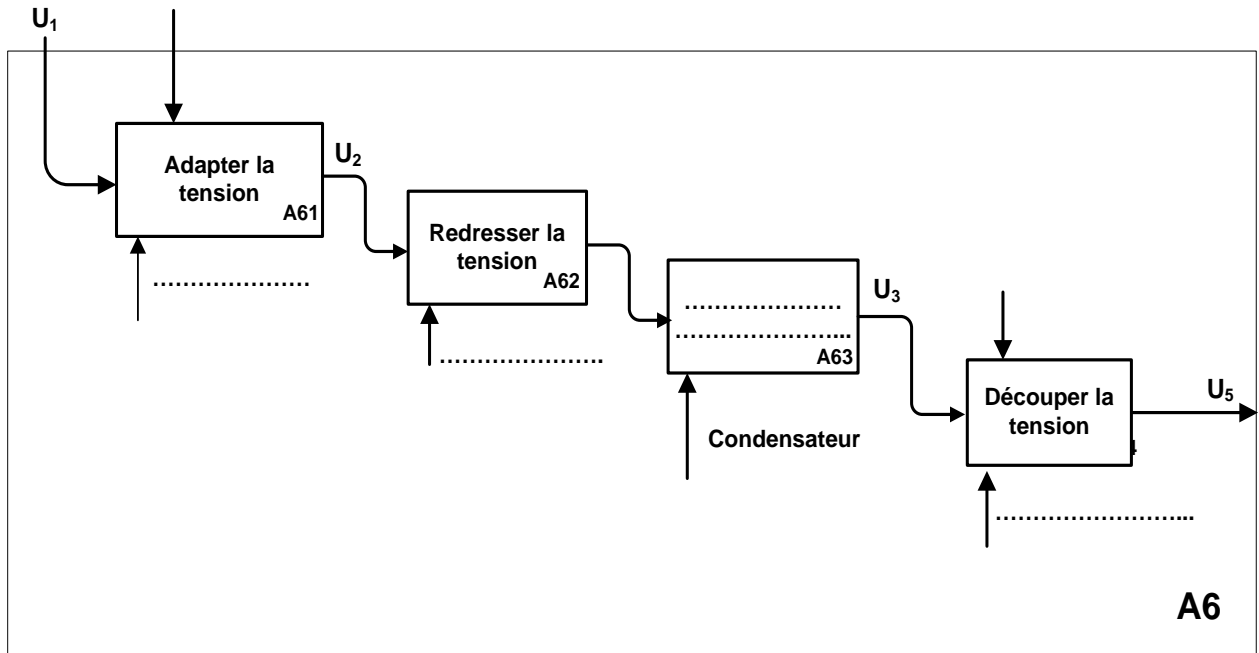 U₁
Adapter la
tension
A61
U₂
.....................
Redresser la
tension
A62
......................
.....................
........................
A63
U₃
Condensateur
Découper la
tension
U₅
...........................
A6